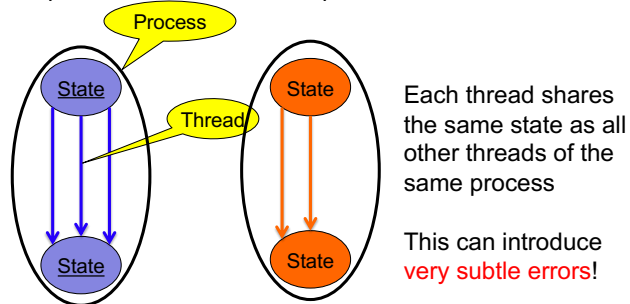 Process
State
State
Thread
Each thread shares
the same state as all
other threads of the
same process
This can introduce
very subtle errors!
State
State